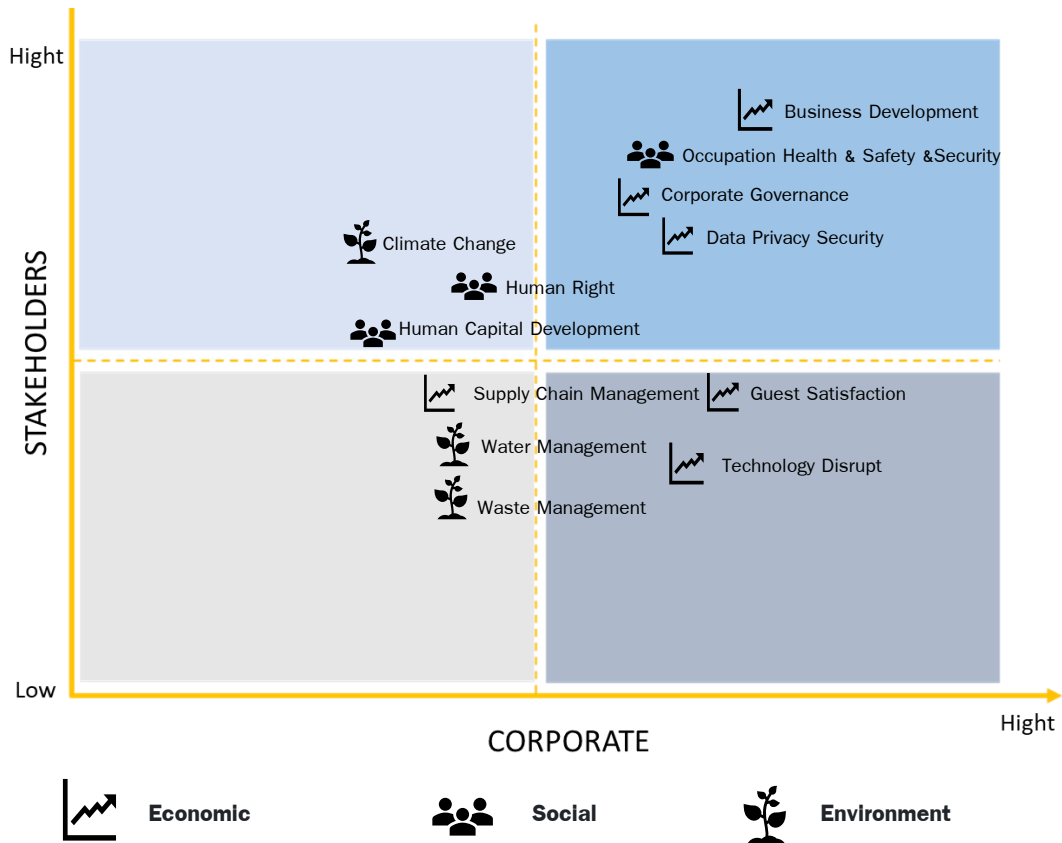 Hight
Business Development
Occupation Health & Safety &Security
Corporate Governance
Data Privacy Security
Climate Change
Human Right
Human Capital Development
STAKEHOLDERS
Supply Chain Management
Guest Satisfaction
Water Management
Technology Disrupt
Waste Management
Low
Hight
CORPORATE
Economic
Social
Environment